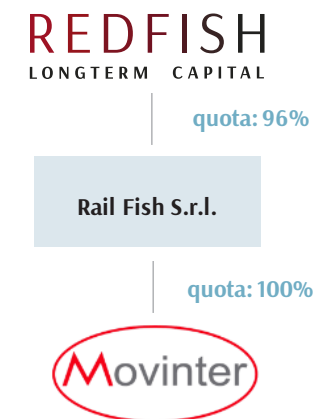 REDFISH
LONGTERM CAPITAL
quota: 96%
Rail Fish S.r.l.
quota: 100%
Movinter